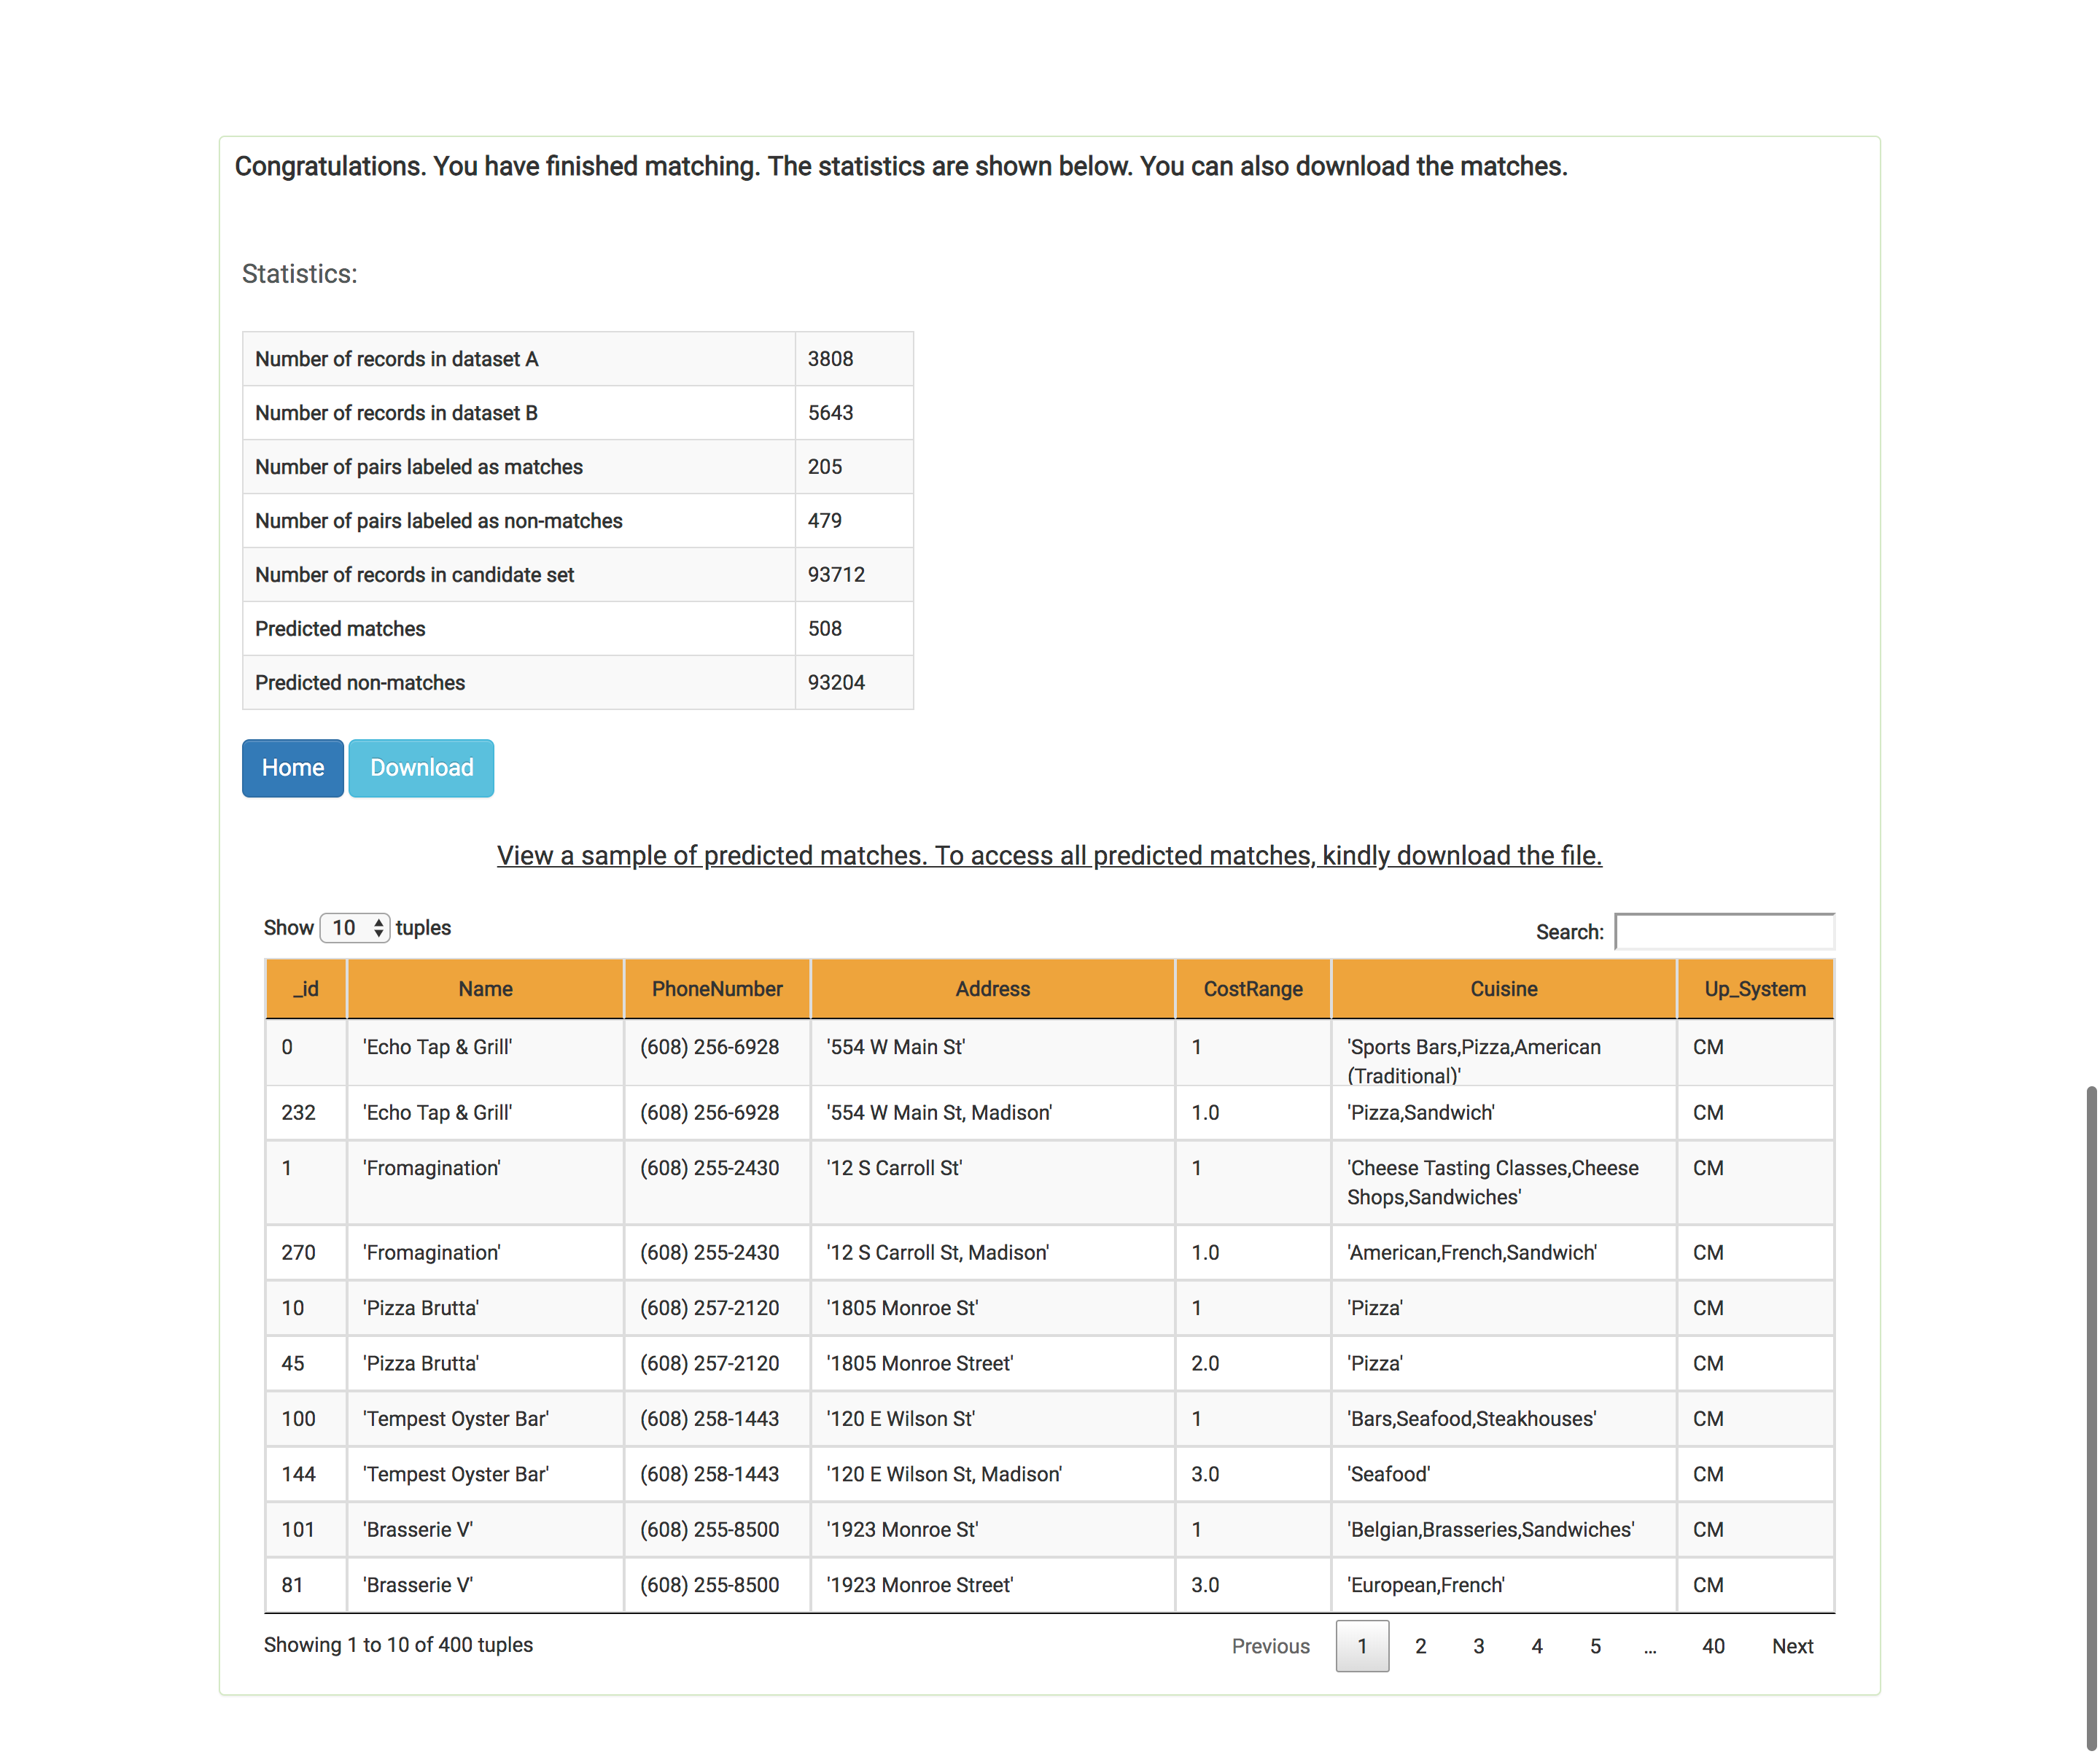 Congratulations. You have finished matching. The statistics are shown below. You can also download the matches.
Statistics:
Number of records in dataset A 3808
Number of records in dataset B 5643
Number of pairs labeled as matches 205
Number of pairs labeled as non-matches 479
Number of records in candidate set 93712
Predicted matches 508
Predicted non-matches 93204
Home Download
View a sample of predicted matches. To access all predicted matches, kindly download the file.
Show 10 tuples Search:
_id Name PhoneNumber Address CostRange Cuisine Up_System
0 'Echo Tap & Grill' (608) 256-6928 '554 W Main St' 1 'Sports Bars,Pizza,American CM
(Traditional)'
232 'Echo Tap & Grill' (608) 256-6928 '554 W Main St, Madison' 1.0 'Pizza,Sandwich' CM
1 'Fromagination' (608) 255-2430 '12 S Carroll St' 1 'Cheese Tasting Classes,Cheese CM
Shops,Sandwiches'
270 'Fromagination' (608) 255-2430 '12 S Carroll St, Madison' 1.0 'American,French,Sandwich' CM
10 'Pizza Brutta' (608) 257-2120 '1805 Monroe St' 1 'Pizza' CM
45 'Pizza Brutta' (608) 257-2120 '1805 Monroe Street' 2.0 'Pizza' CM
100 'Tempest Oyster Bar' (608) 258-1443 '120 E Wilson St' 1 'Bars,Seafood,Steakhouses' CM
144 'Tempest Oyster Bar' (608) 258-1443 '120 E Wilson St, Madison' 3.0 'Seafood' CM
101 'Brasserie V' (608) 255-8500 '1923 Monroe St' 1 'Belgian,Brasseries,Sandwiches' CM
81 'Brasserie V' (608) 255-8500 '1923 Monroe Street' 3.0 'European,French' CM
Showing 1 to 10 of 400 tuples Previous 1 2 3 4 5 ... 40 Next